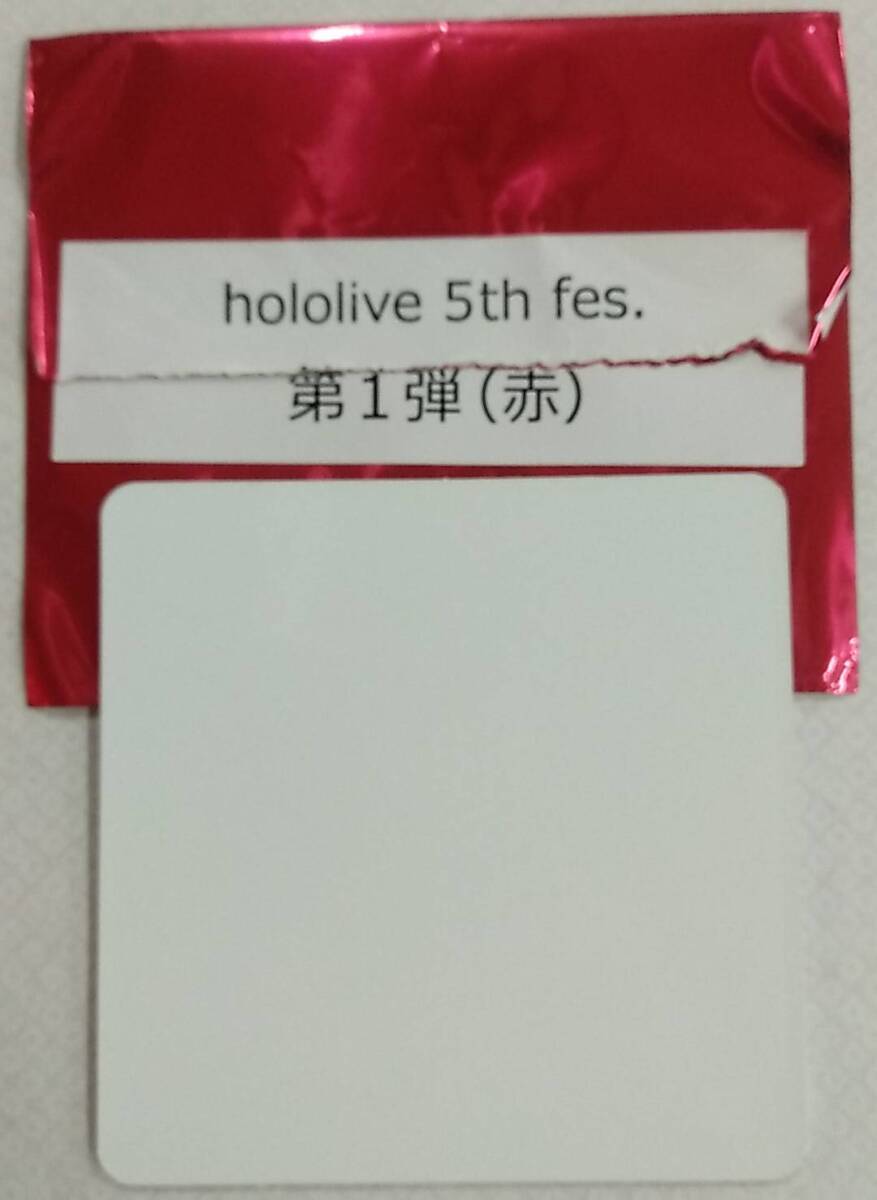 hololive 5th fes.
第1弾(赤)